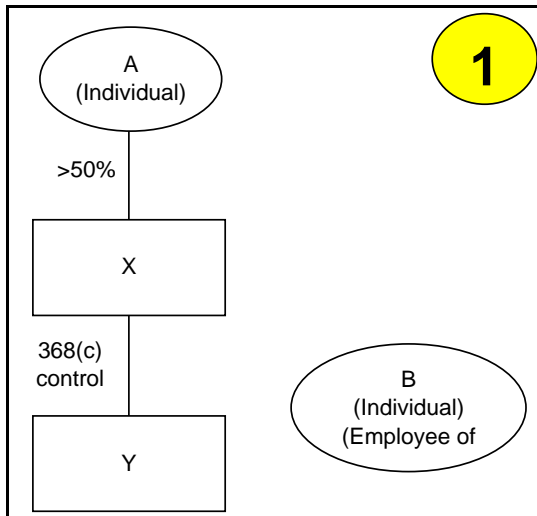 A
(Individual)
1
>50%
X
368(c)
control
B
(Individual)
(Employee of
Y